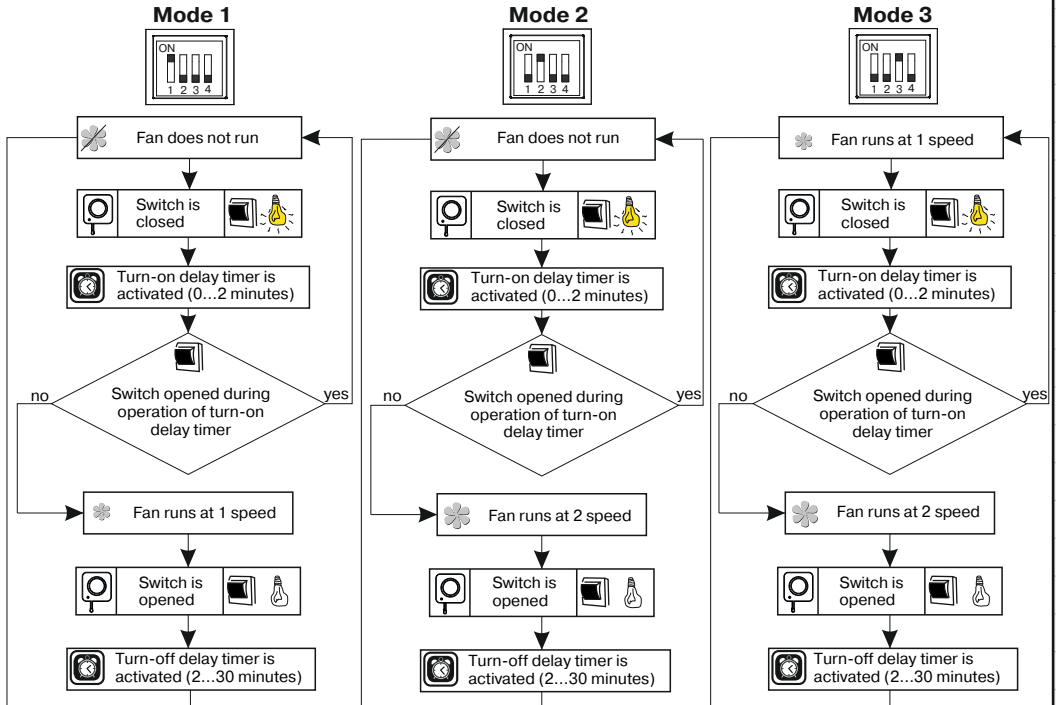 Mode 1
ON
1 2 3 4
Fan does not run
Switch is
closed
Turn-on delay timer is
activated (0...2 minutes)
no
yes
Switch opened during
operation of turn-on
delay timer
Fan runs at 1 speed
Switch is
opened
Turn-off delay timer is
activated (2...30 minutes)
Mode 2
ON
1 2 3 4
Fan does not run
Switch is
closed
Turn-on delay timer is
activated (0...2 minutes)
no
yes
Switch opened during
operation of turn-on
delay timer
Fan runs at 2 speed
Switch is
opened
Turn-off delay timer is
activated (2...30 minutes)
Mode 3
ON
1 2 3 4
Fan runs at 1 speed
Switch is
closed
Turn-on delay timer is
activated (0...2 minutes)
no
yes
Switch opened during
operation of turn-on
delay timer
Fan runs at 2 speed
Switch is
opened
Turn-off delay timer is
activated (2...30 minutes)